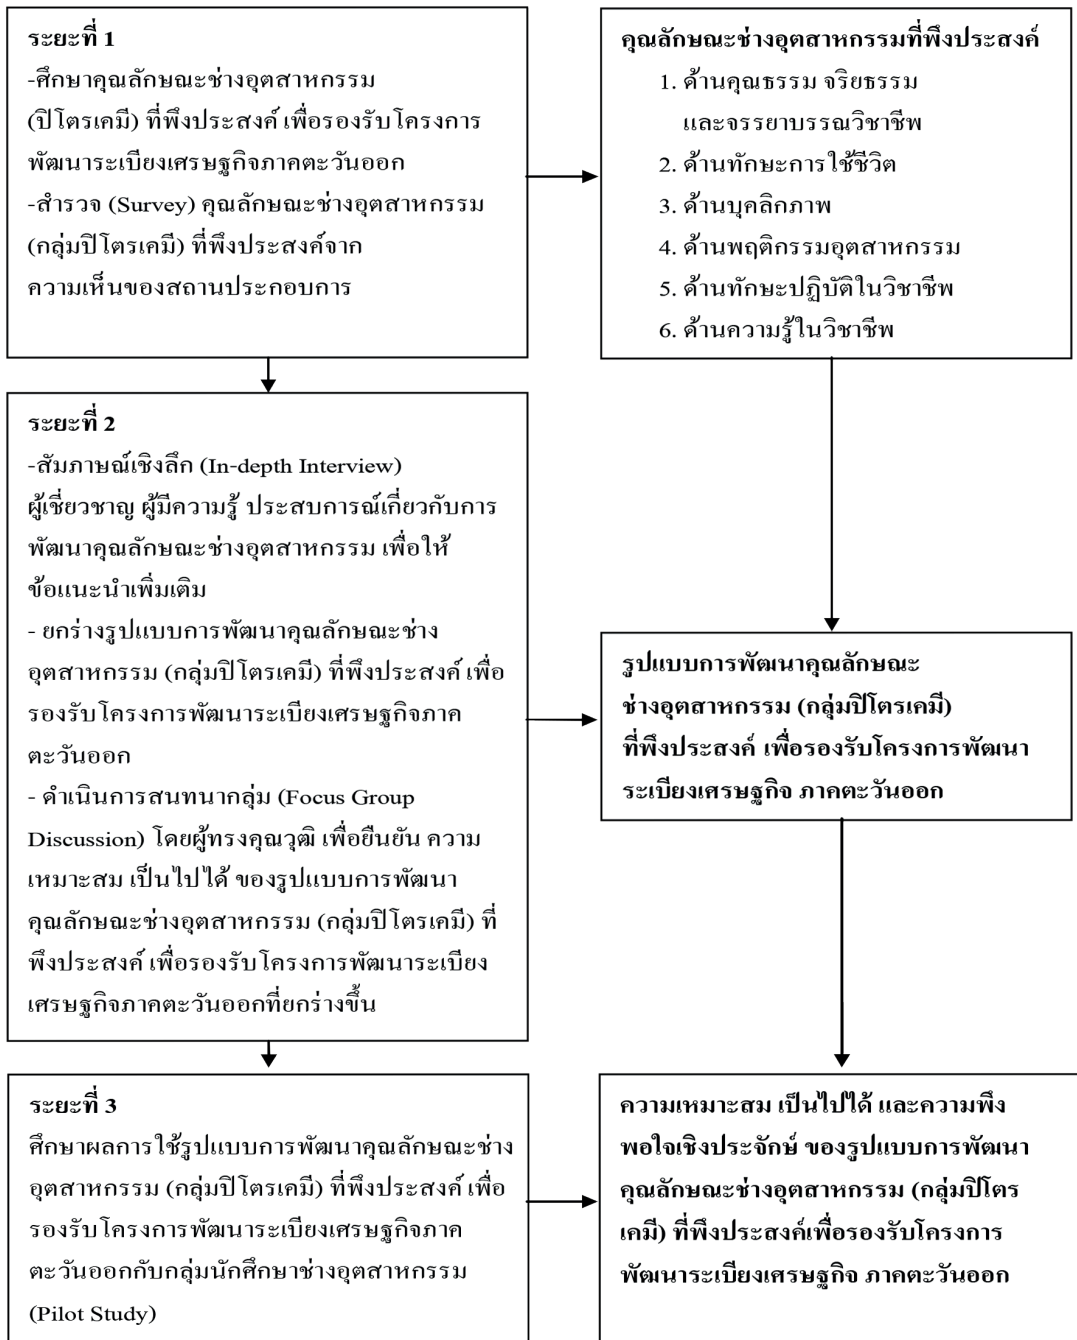 ระยะที่ 1
-ศึกษาคุณลักษณะช่างอุตสาหกรรม
(ปิโตรเคมี) ที่พึงประสงค์ เพื่อรองรับโครงการ
พัฒนาระเบียงเศรษฐกิจภาคตะวันออก
-สำรวจ (Survey) คุณลักษณะช่างอุตสาหกรรม
(กลุ่มปิโตรเคมี) ที่พึงประสงค์จาก
ความเห็นของสถานประกอบการ
คุณลักษณะช่างอุตสาหกรรมที่พึงประสงค์
1. ด้านคุณธรรม จริยธรรม
และจรรยาบรรณวิชาชีพ
2. ด้านทักษะการใช้ชีวิต
3. ด้านบุคลิกภาพ
4. ด้านพฤติกรรมอุตสาหกรรม
5. ด้านทักษะปฏิบัติในวิชาชีพ
6. ด้านความรู้ในวิชาชีพ
ระยะที่ 2
-สัมภาษณ์เชิงลึก (In-depth Interview)
ผู้เชี่ยวชาญ ผู้มีความรู้ ประสบการณ์เกี่ยวกับการ
พัฒนาคุณลักษณะช่างอุตสาหกรรม เพื่อให้
ข้อแนะนำเพิ่มเติม
- ยกร่างรูปแบบการพัฒนาคุณลักษณะช่าง
อุตสาหกรรม (กลุ่มปิโตรเคมี) ที่พึงประสงค์ เพื่อ
รองรับโครงการพัฒนาระเบียงเศรษฐกิจภาค
ตะวันออก
- ดำเนินการสนทนากลุ่ม (Focus Group
Discussion) โดยผู้ทรงคุณวุฒิ เพื่อยืนยัน ความ
เหมาะสม เป็นไปได้ ของรูปแบบการพัฒนา
คุณลักษณะช่างอุตสาหกรรม (กลุ่มปิโตรเคมี) ที่
พึงประสงค์ เพื่อรองรับโครงการพัฒนาระเบียง
เศรษฐกิจภาคตะวันออกที่ยกร่างขึ้น
รูปแบบการพัฒนาคุณลักษณะ
ช่างอุตสาหกรรม (กลุ่มปิโตรเคมี)
ที่พึงประสงค์ เพื่อรองรับโครงการพัฒนา
ระเบียงเศรษฐกิจ ภาคตะวันออก
ระยะที่ 3
ศึกษาผลการใช้รูปแบบการพัฒนาคุณลักษณะช่าง
อุตสาหกรรม (กลุ่มปิโตรเคมี) ที่พึงประสงค์ เพื่อ
รองรับโครงการพัฒนาระเบียงเศรษฐกิจภาค
ตะวันออกกับกลุ่มนักศึกษาช่างอุตสาหกรรม
(Pilot Study)
ความเหมาะสม เป็นไปได้ และความพึง
พอใจเชิงประจักษ์ ของรูปแบบการพัฒนา
คุณลักษณะช่างอุตสาหกรรม (กลุ่มปิโตร
เคมี) ที่พึงประสงค์เพื่อรองรับโครงการ
พัฒนาระเบียงเศรษฐกิจ ภาคตะวันออก